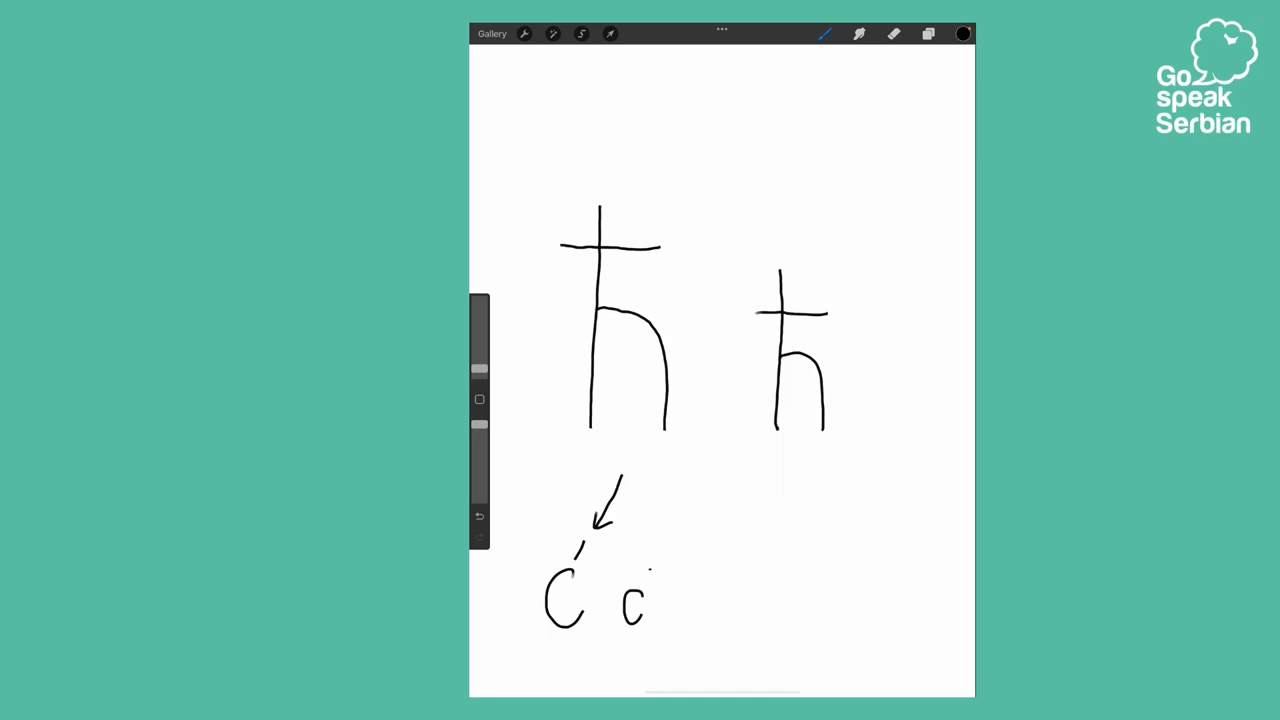 Gallery
Go
speak
Serbian
Ћ ћ
Ć c